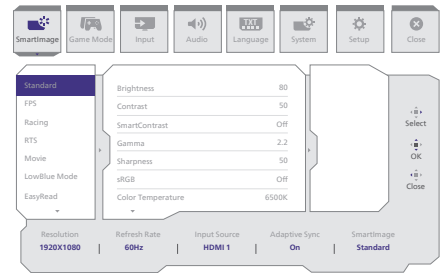 SmartImage
Game Mode
Input
Audio
TXT
Language
System
Setup
Close
Standard
FPS
Racing
RTS
Movie
LowBlue Mode
EasyRead
Brightness 80
Contrast 50
SmartContrast Off
Gamma 2.2
Sharpness 50
sRGB Off
Color Temperature 6500K
Select
OK
Close
Resolution Refresh Rate Input Source Adaptive Sync SmartImage
1920X1080 | 60Hz | HDMI 1 | On | Standard